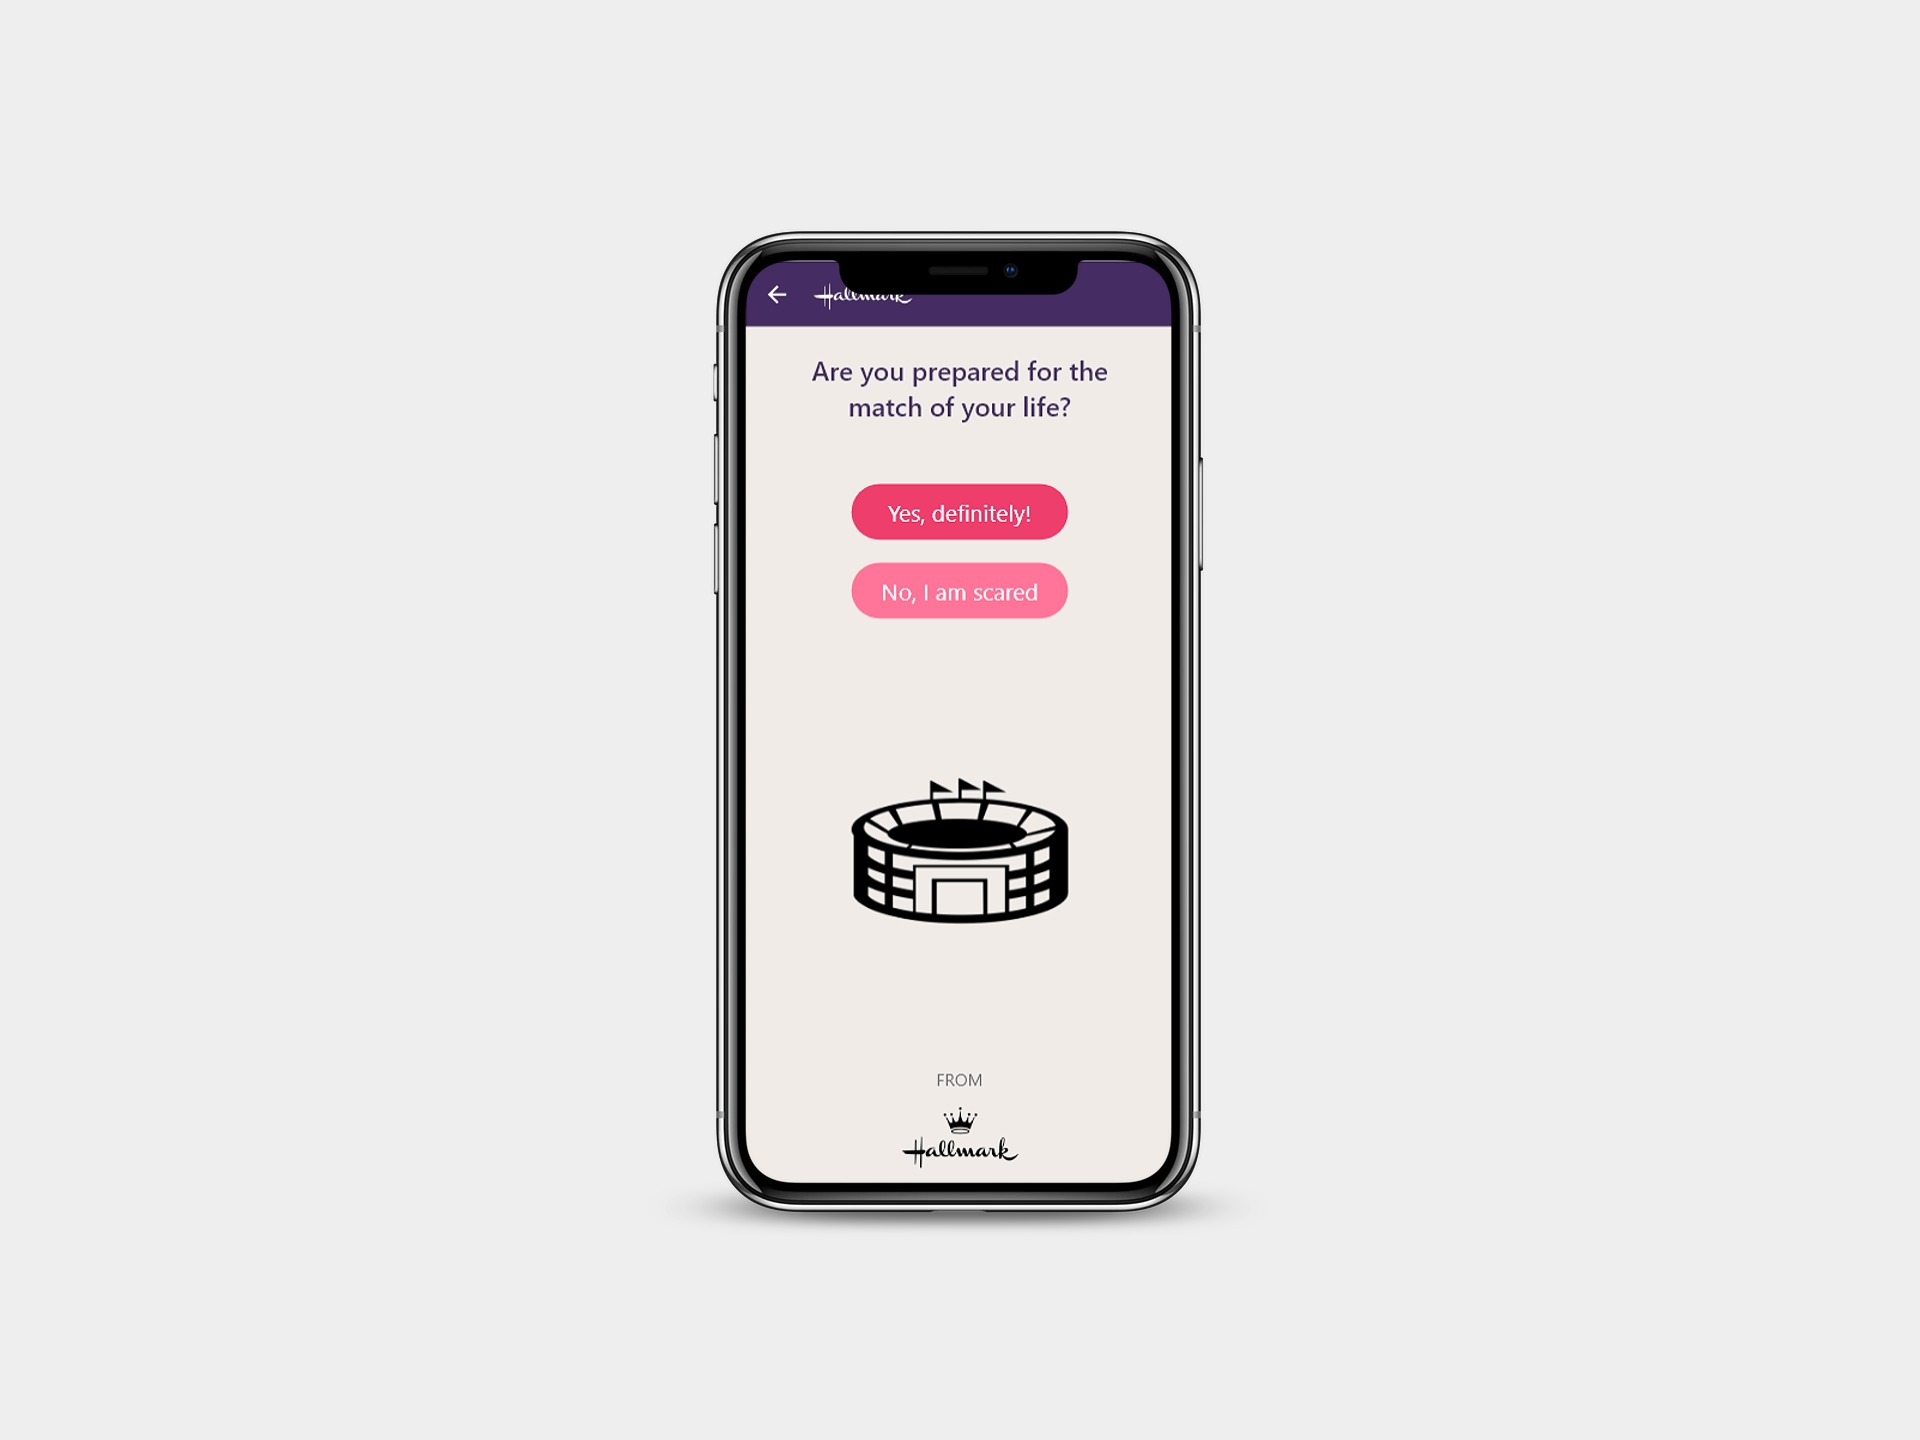 Hallmark
Are you prepared for the
match of your life?
Yes, definitely!
No, I am scared
FROM
Hallmark